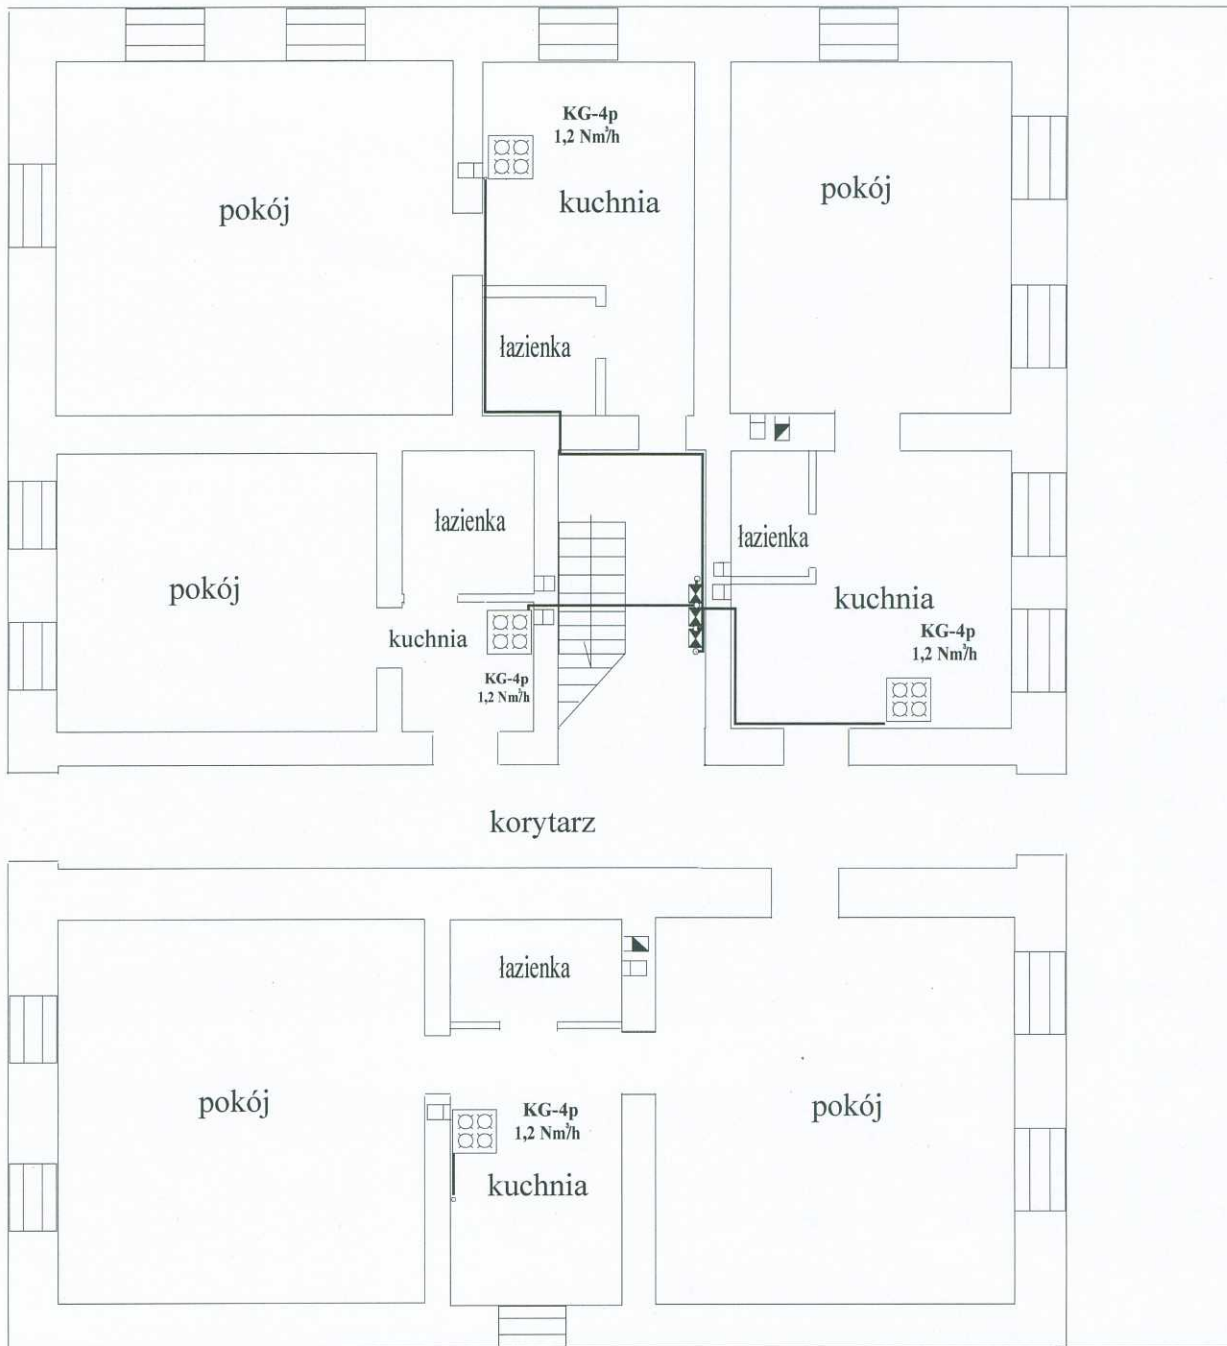 KG-4p
1,2 Nm³/h
kuchnia
pokój
pokój
łazienka
łazienka
łazienka
pokój
kuchnia
kuchnia
KG-4p
1,2 Nm³/h
KG-4p
1,2 Nm³/h
korytarz
łazienka
pokój
KG-4p
1,2 Nm³/h
pokój
kuchnia